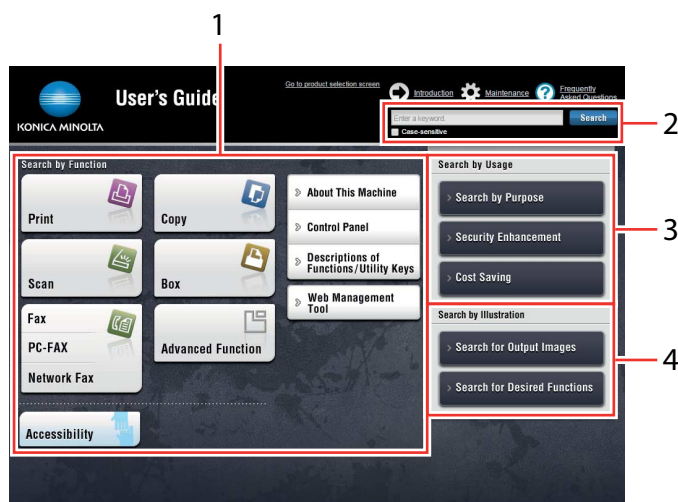 1
Go to product selection screen
Introduction
Maintenance
Frequently
Asked Questions
User's Guide
KONICA MINOLTA
Enter a keyword.
Search
Case-sensitive
2
Search by Function
Print
Copy
Scan
Box
Fax
PC-FAX
Network Fax
Advanced Function
Accessibility
About This Machine
Control Panel
Descriptions of
Functions/Utility Keys
Web Management
Tool
Search by Usage
Search by Purpose
Security Enhancement
Cost Saving
3
Search by Illustration
Search for Output Images
Search for Desired Functions
4